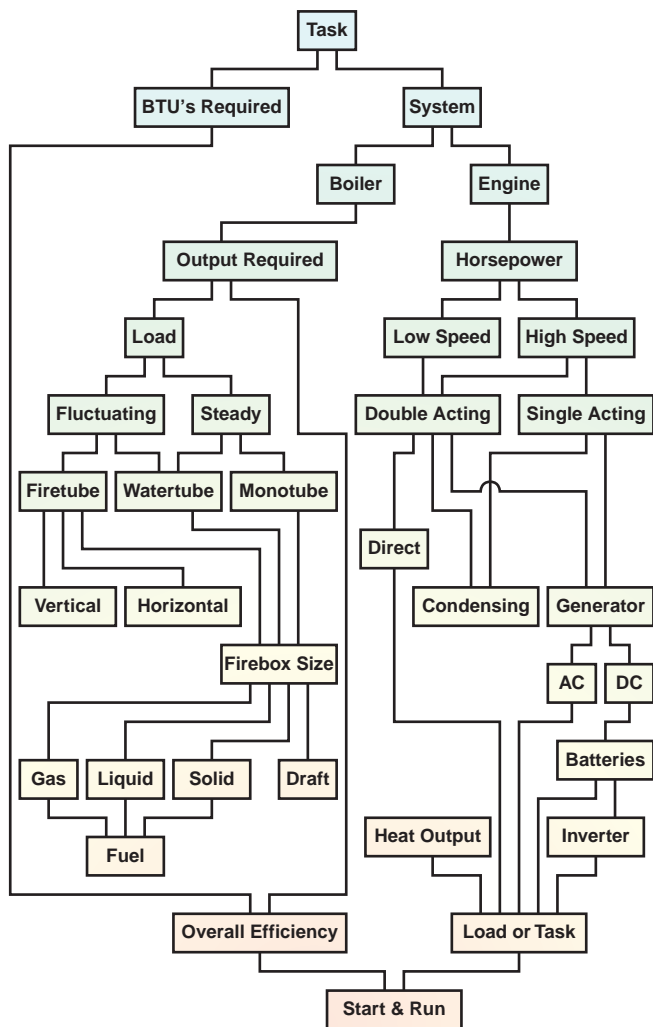 Task
BTU's Required
System
Boiler
Engine
Output Required
Horsepower
Load
Low Speed
High Speed
Fluctuating
Steady
Double Acting
Single Acting
Firetube
Watertube
Monotube
Direct
Vertical
Horizontal
Condensing
Generator
Firebox Size
AC
DC
Gas
Liquid
Solid
Draft
Batteries
Fuel
Heat Output
Inverter
Overall Efficiency
Load or Task
Start & Run